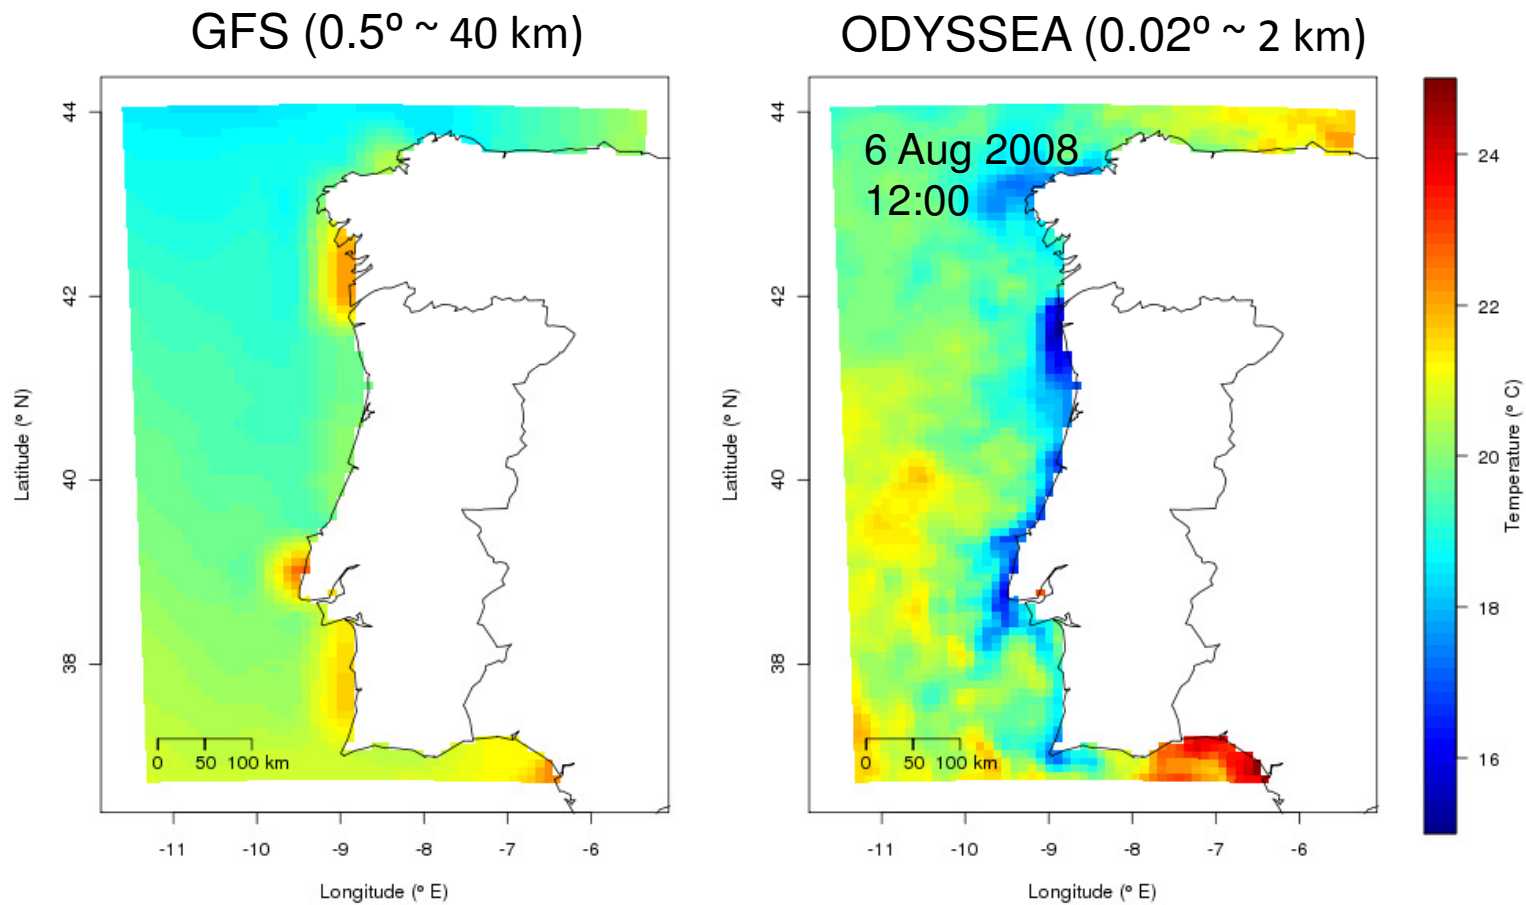 GFS (0.5º ~ 40 km)
ODYSSEA (0.02º ~ 2 km)
44
42
40
38
Latitude (° N)
0 50 100 km
-11 -10 -9 -8 -7 -6
Longitude (° E)
6 Aug 2008
12:00
44
42
40
38
Latitude (° N)
0 50 100 km
-11 -10 -9 -8 -7 -6
Longitude (° E)
24
22
20
18
16
Temperature (° C)